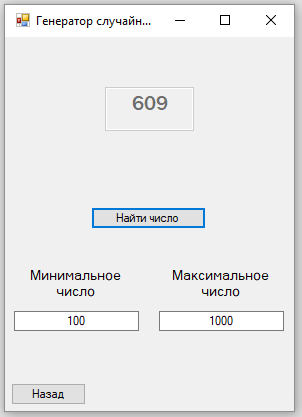 Генератор случайн...
609
Найти число
Минимальное
число
Максимальное
число
100
1000
Назад